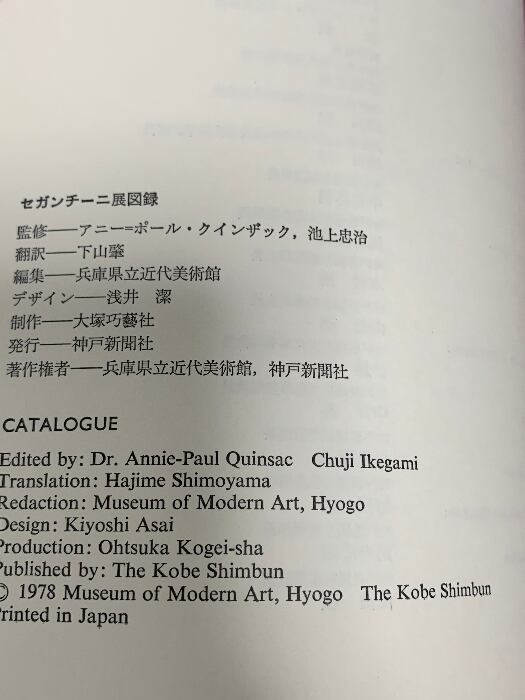 セガンチーニ展図録
監修――アニー=ポール・クインザック，池上忠治
翻訳――下山肇
編集――兵庫県立近代美術館
デザイン――浅井　潔
制作――大塚巧藝社
発行――神戸新聞社
著作権者――兵庫県立近代美術館，神戸新聞社
CATALOGUE
Edited by: Dr. Annie-Paul Quinsac Chuji Ikegami
Translation: Hajime Shimoyama
Redaction: Museum of Modern Art, Hyogo
Design: Kiyoshi Asai
Production: Ohtsuka Kogei-sha
Published by: The Kobe Shimbun
© 1978 Museum of Modern Art, Hyogo The Kobe Shimbun
Printed in Japan